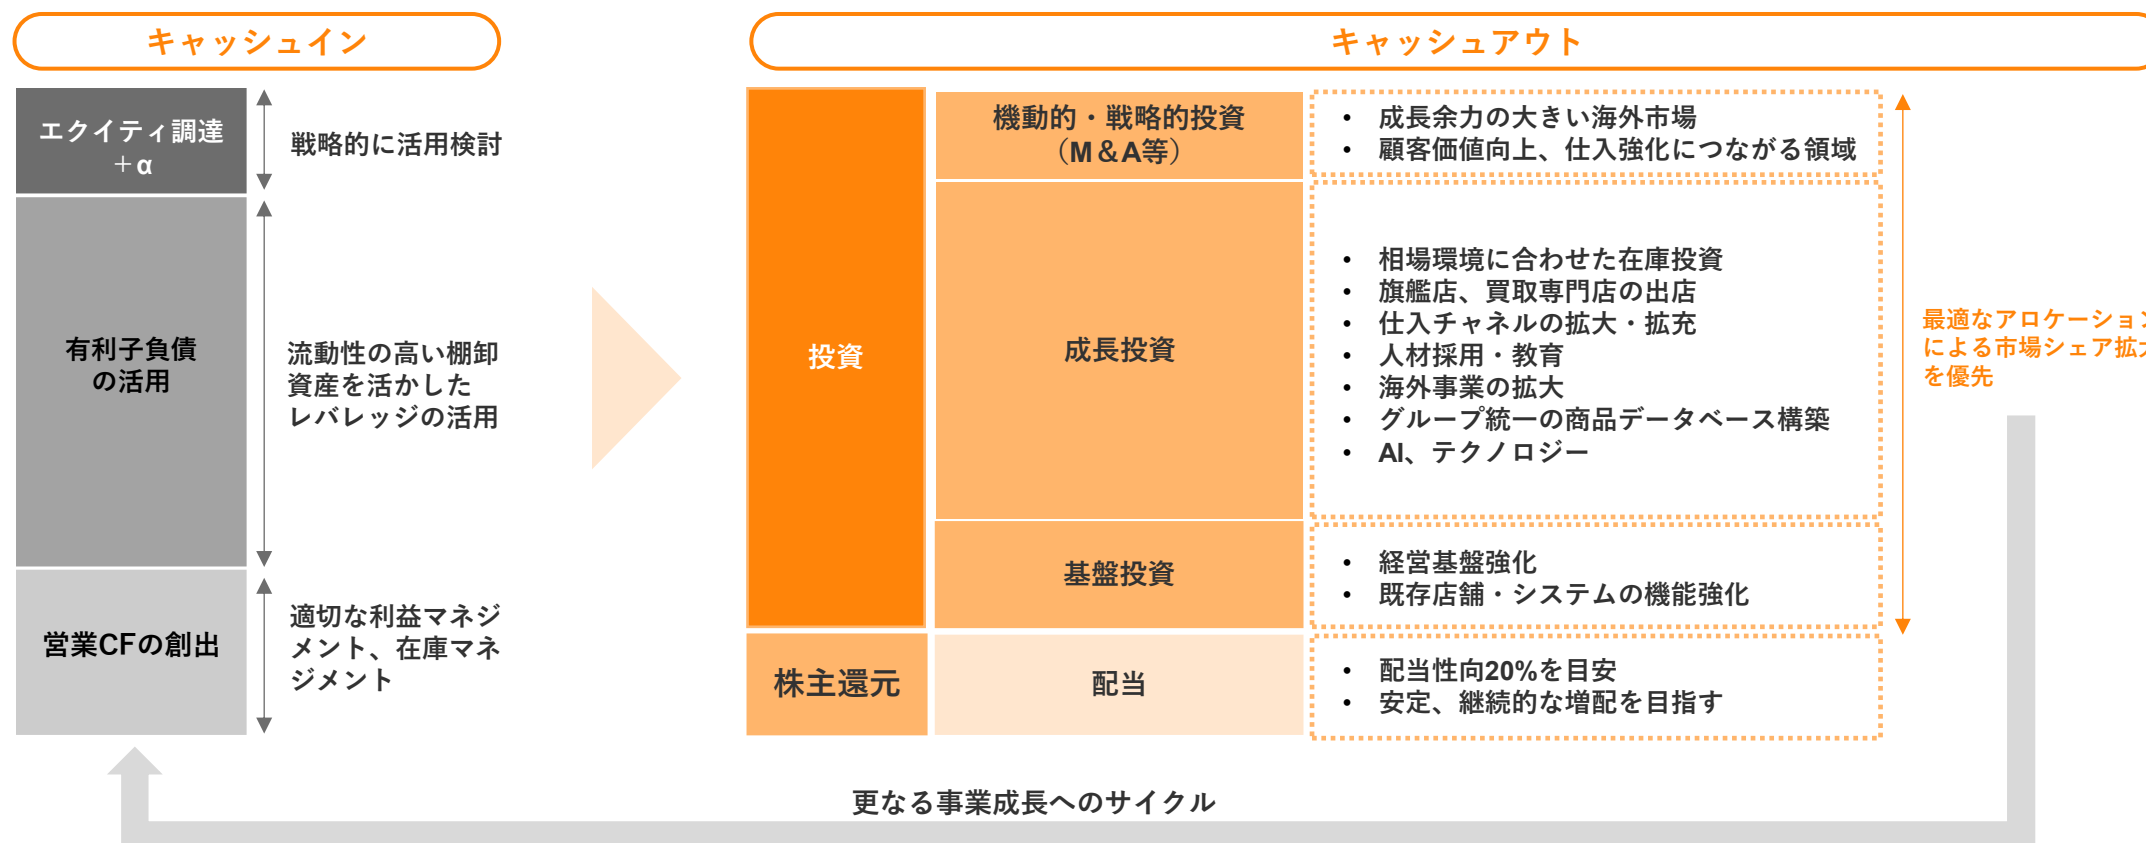 キャッシュイン
キャッシュアウト
エクイティ調達
＋α
戦略的に活用検討
有利子負債
の活用
流動性の高い棚卸
資産を活かした
レバレッジの活用
営業CFの創出
適切な利益マネジ
メント、在庫マネ
ジメント
投資
機動的・戦略的投資
（M＆A等）
• 成長余力の大きい海外市場
• 顧客価値向上、仕入強化につながる領域
成長投資
• 相場環境に合わせた在庫投資
• 旗艦店、買取専門店の出店
• 仕入チャネルの拡大・拡充
• 人材採用・教育
• 海外事業の拡大
• グループ統一の商品データベース構築
• AI、テクノロジー
基盤投資
• 経営基盤強化
• 既存店舗・システムの機能強化
株主還元
配当
• 配当性向20%を目安
• 安定、継続的な増配を目指す
最適なアロケーション
による市場シェア拡大
を優先
更なる事業成長へのサイクル